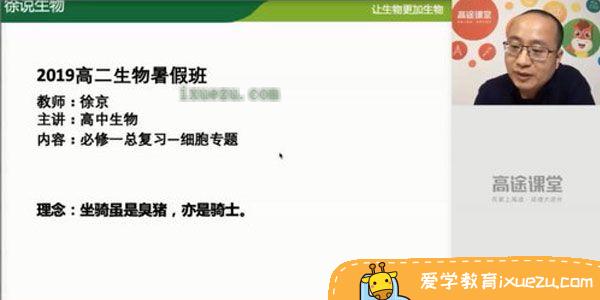 徐说生物
让生物更加生物
高途课堂
2019高二生物暑假班
ixuezu.com
教师：徐京
主讲：高中生物
内容：必修一总复习—细胞专题
高途课堂
理念：坐骑虽是臭猪，亦是骑士。
爱学教育ixuezu.com